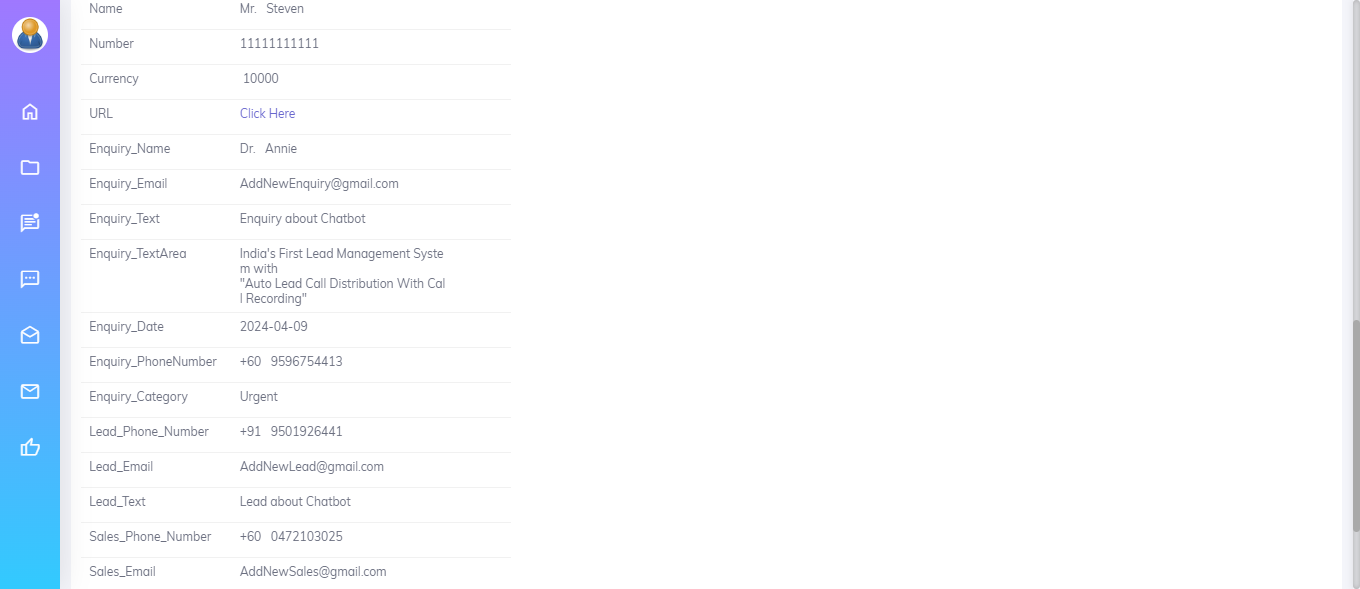 Name Mr. Steven
Number 11111111111
Currency 10000
URL Click Here
Enquiry_Name Dr. Annie
Enquiry_Email AddNewEnquiry@gmail.com
Enquiry_Text Enquiry about Chatbot
Enquiry_TextArea India's First Lead Management Syste
m with
"Auto Lead Call Distribution With Cal
l Recording"
Enquiry_Date 2024-04-09
Enquiry_PhoneNumber +60 9596754413
Enquiry_Category Urgent
Lead_Phone_Number +91 9501926441
Lead_Email AddNewLead@gmail.com
Lead_Text Lead about Chatbot
Sales_Phone_Number +60 0472103025
Sales_Email AddNewSales@gmail.com